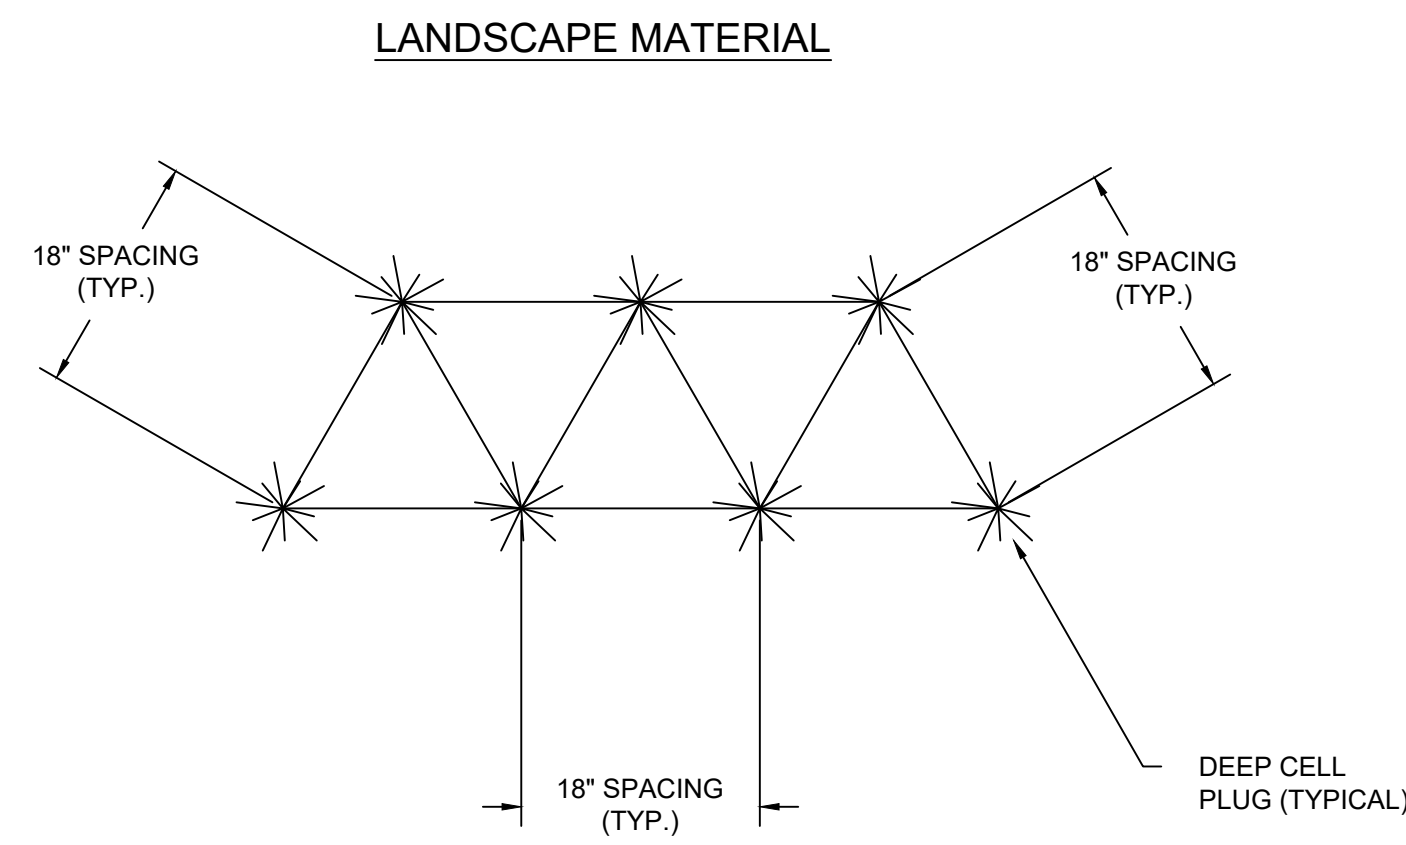 LANDSCAPE MATERIAL
18" SPACING
(TYP.)
18" SPACING
(TYP.)
18" SPACING
(TYP.)
DEEP CELL
PLUG (TYPICAL)